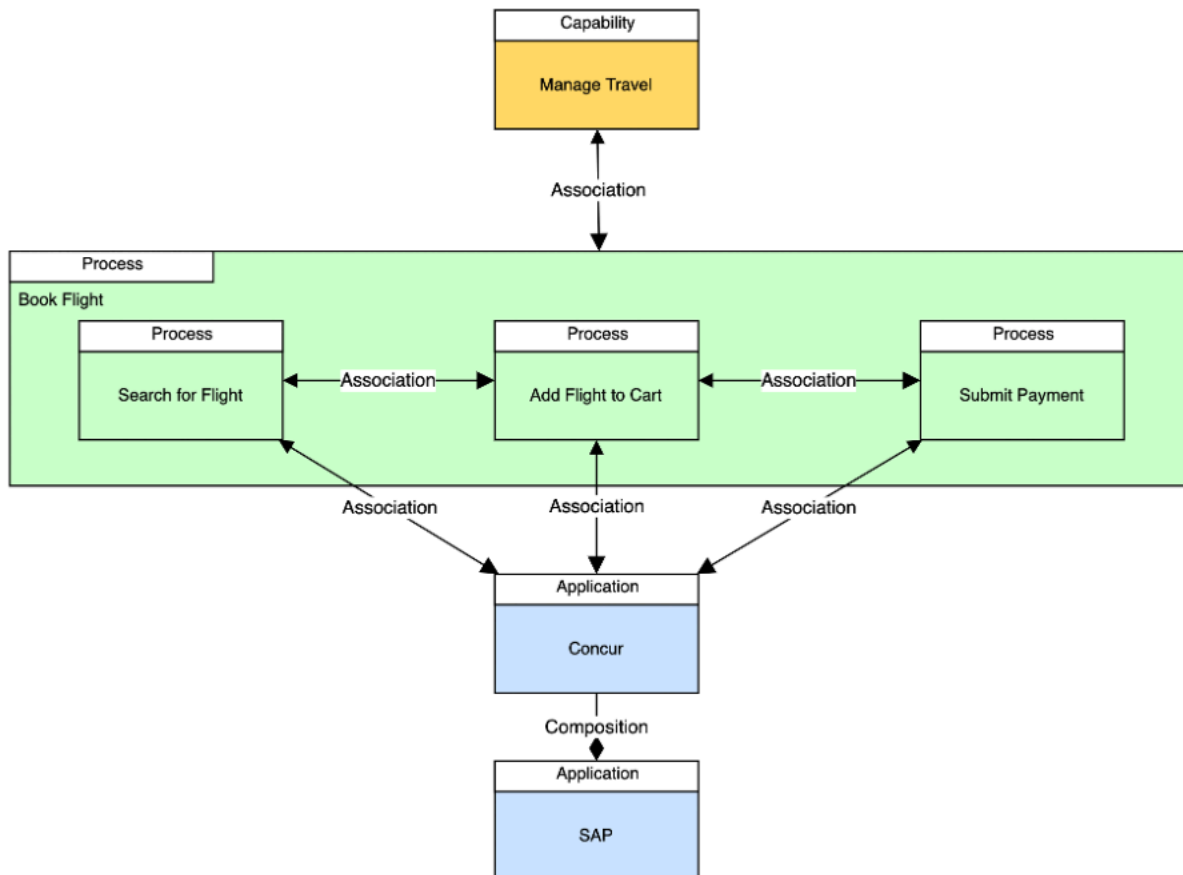 Capability
Manage Travel
Association
Process
Book Flight
Process
Process
Process
Search for Flight
Association
Add Flight to Cart
Association
Submit Payment
Association
Association
Association
Application
Concur
Composition
Application
SAP